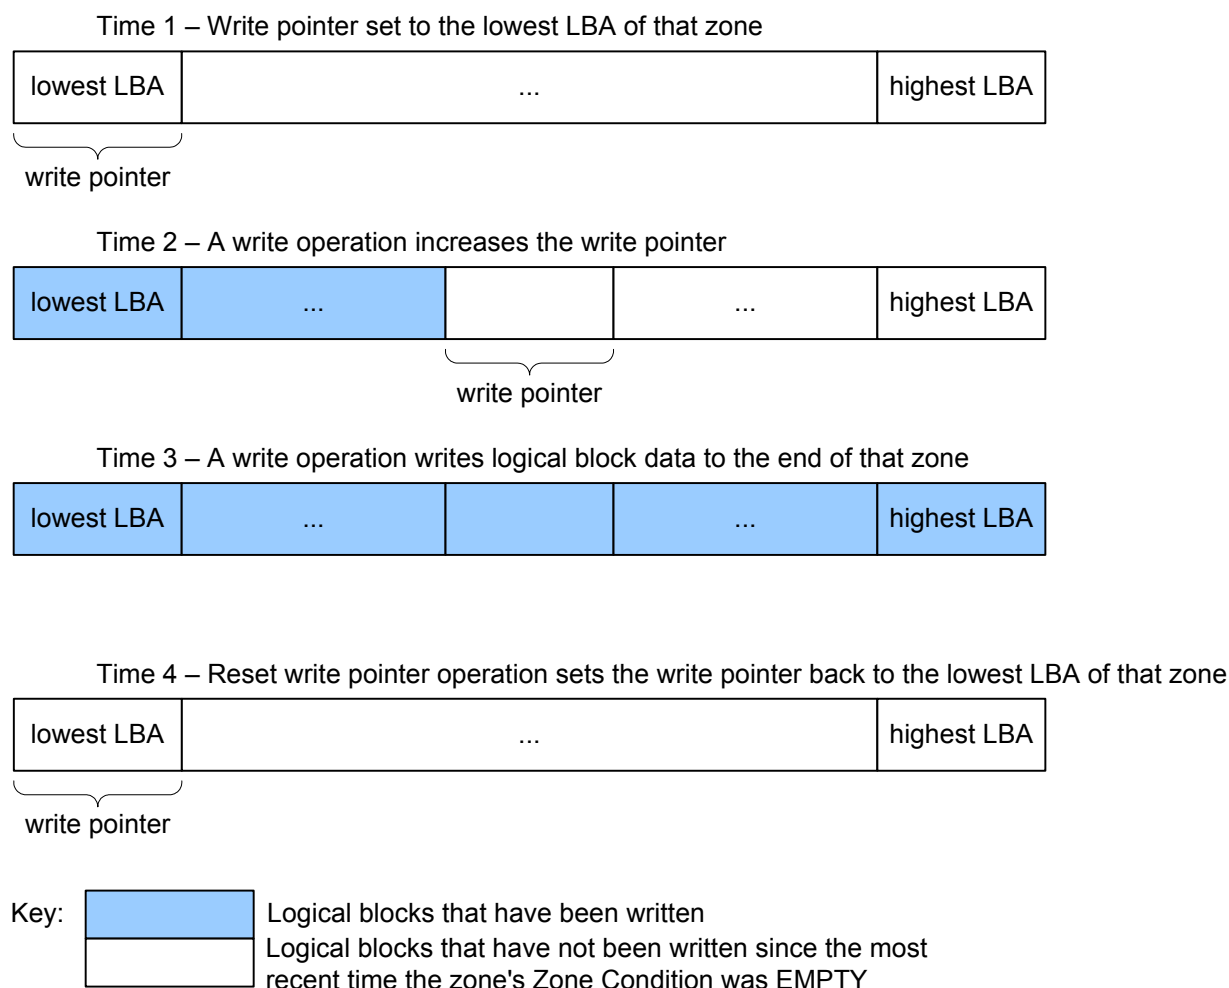 Time 1 – Write pointer set to the lowest LBA of that zone
lowest LBA ... highest LBA
write pointer
Time 2 – A write operation increases the write pointer
lowest LBA ... ... highest LBA
write pointer
Time 3 – A write operation writes logical block data to the end of that zone
lowest LBA ... ... highest LBA
Time 4 – Reset write pointer operation sets the write pointer back to the lowest LBA of that zone
lowest LBA ... highest LBA
write pointer
Key: Logical blocks that have been written
Logical blocks that have not been written since the most
recent time the zone's Zone Condition was EMPTY